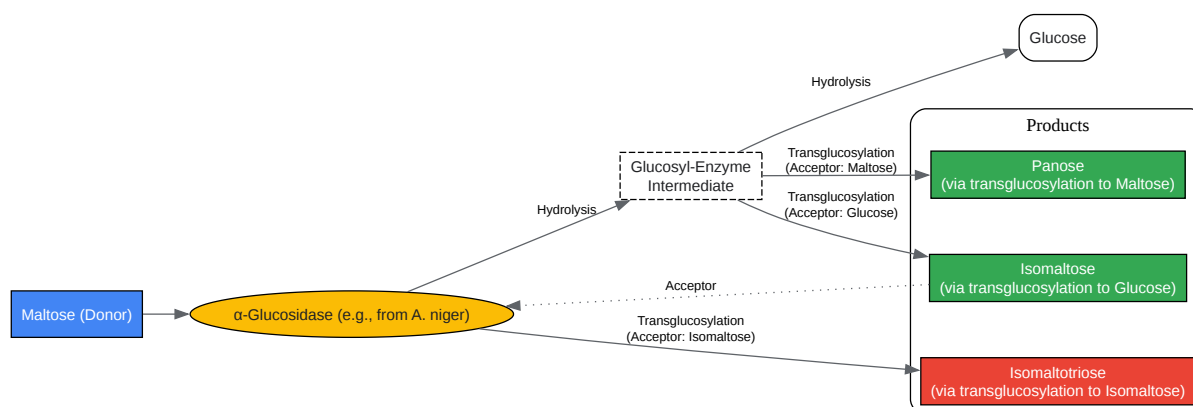 Glucose
Hydrolysis
Products
Transglucosylation
(Acceptor: Maltose)
Glucosyl-Enzyme
Intermediate
Panose
(via transglucosylation to Maltose)
Transglucosylation
(Acceptor: Glucose)
Hydrolysis
Isomaltose
(via transglucosylation to Glucose)
Acceptor
Maltose (Donor)
α-Glucosidase (e.g., from A. niger)
Transglucosylation
(Acceptor: Isomaltose)
Isomaltotriose
(via transglucosylation to Isomaltose)